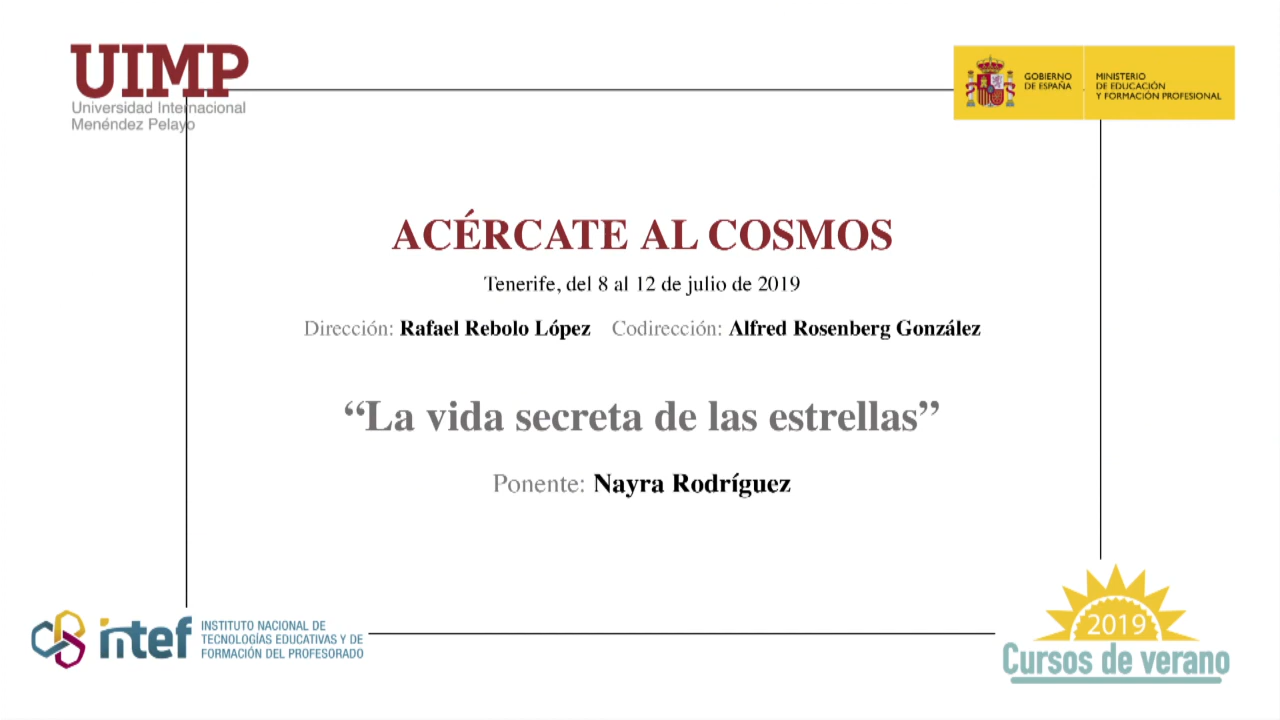 UIMP
Universidad Internacional
Menéndez Pelayo
GOBIERNO
DE ESPAÑA
MINISTERIO
DE EDUCACIÓN
Y FORMACIÓN PROFESIONAL
ACÉRCATE AL COSMOS
Tenerife, del 8 al 12 de julio de 2019
Dirección: Rafael Rebolo López Codirección: Alfred Rosenberg González
“La vida secreta de las estrellas”
Ponente: Nayra Rodríguez
intef
INSTITUTO NACIONAL DE
TECNOLOGÍAS EDUCATIVAS Y DE
FORMACIÓN DEL PROFESORADO
2019
Cursos de verano